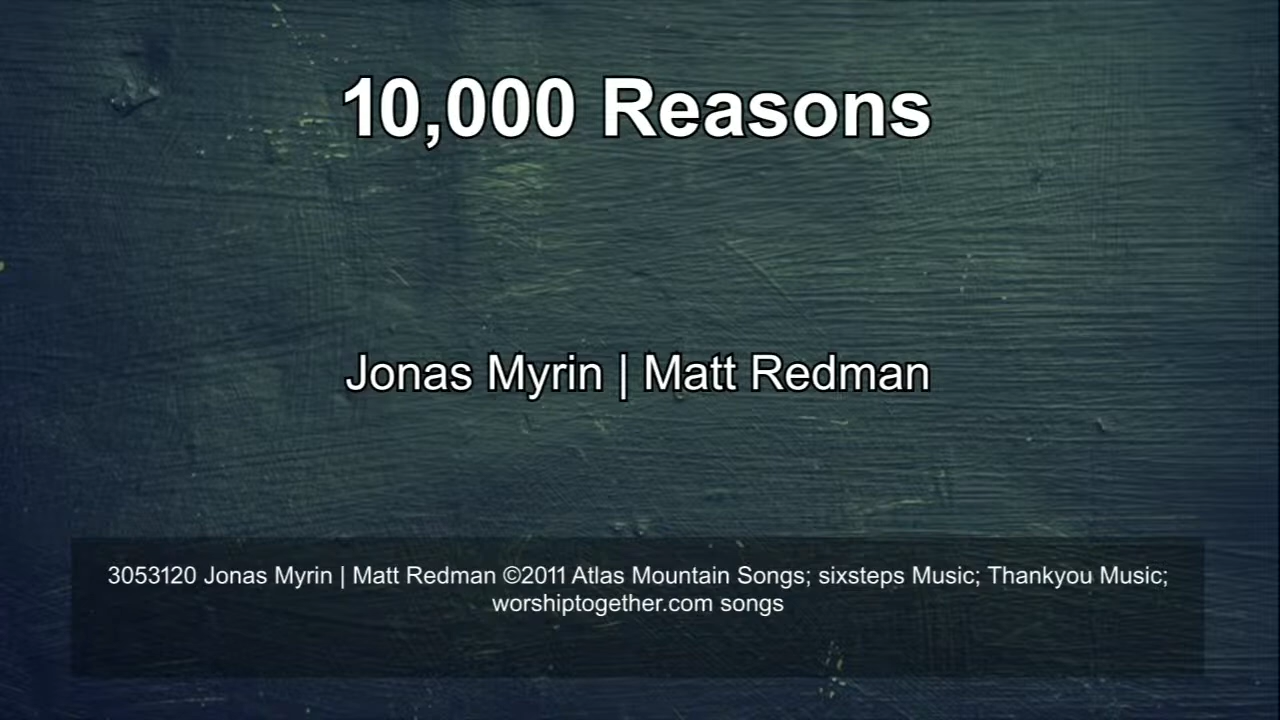 10,000 Reasons
Jonas Myrin | Matt Redman
3053120 Jonas Myrin | Matt Redman ©2011 Atlas Mountain Songs; sixsteps Music; Thankyou Music;
worshiptogether.com songs